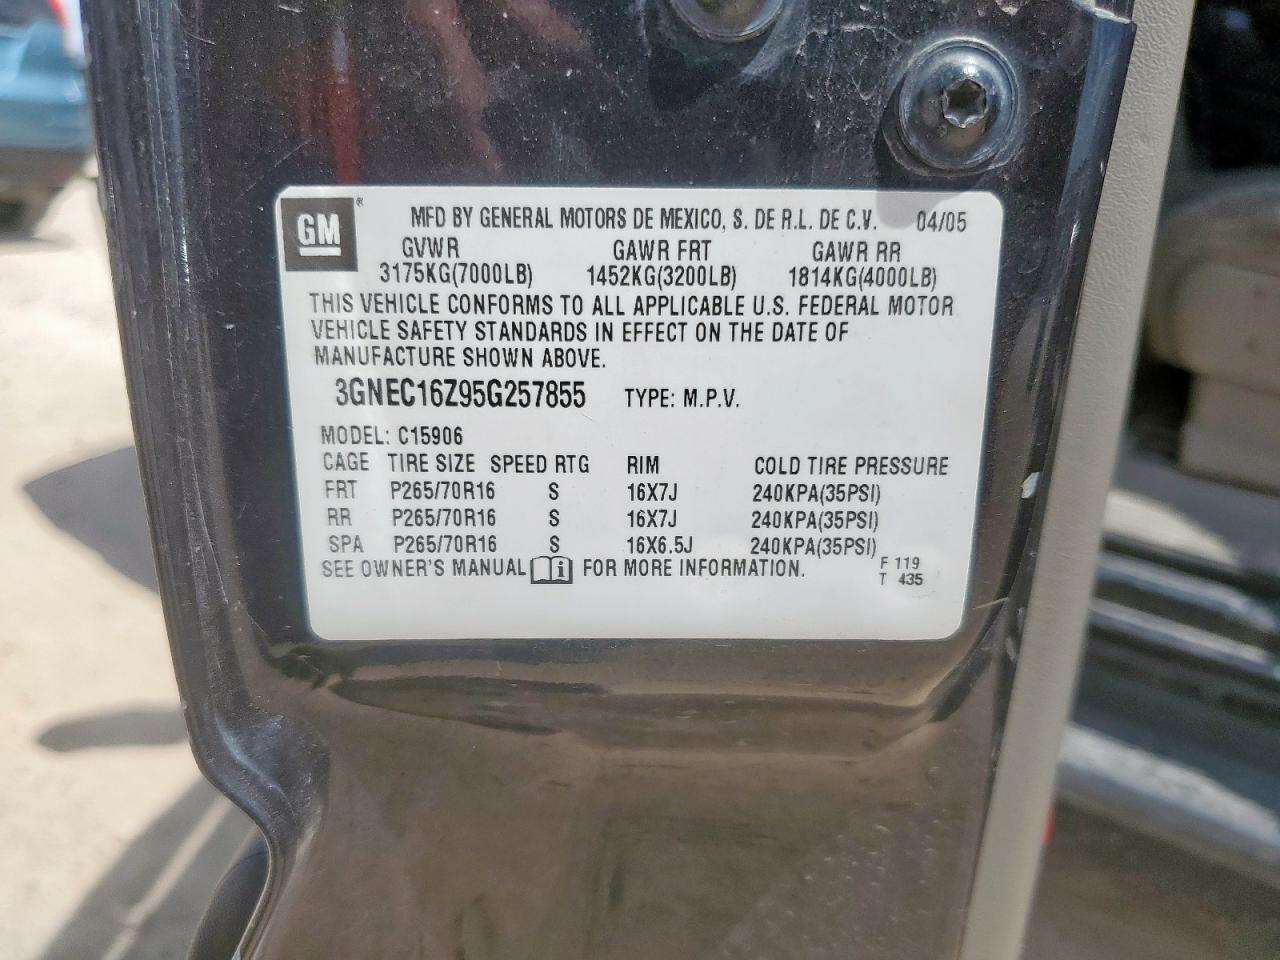 GM ® MFD BY GENERAL MOTORS DE MEXICO, S. DE R.L. DE C.V. 04/05
GVWR GAWR FRT GAWR RR
3175KG(7000LB) 1452KG(3200LB) 1814KG(4000LB)
THIS VEHICLE CONFORMS TO ALL APPLICABLE U.S. FEDERAL MOTOR
VEHICLE SAFETY STANDARDS IN EFFECT ON THE DATE OF
MANUFACTURE SHOWN ABOVE.
3GNEC16Z95G257855 TYPE: M.P.V.
MODEL: C15906
CAGE TIRE SIZE SPEED RTG RIM COLD TIRE PRESSURE
FRT P265/70R16 S 16X7J 240KPA(35PSI)
RR P265/70R16 S 16X7J 240KPA(35PSI)
SPA P265/70R16 S 16X6.5J 240KPA(35PSI)
SEE OWNER'S MANUAL i FOR MORE INFORMATION. F 119
T 435